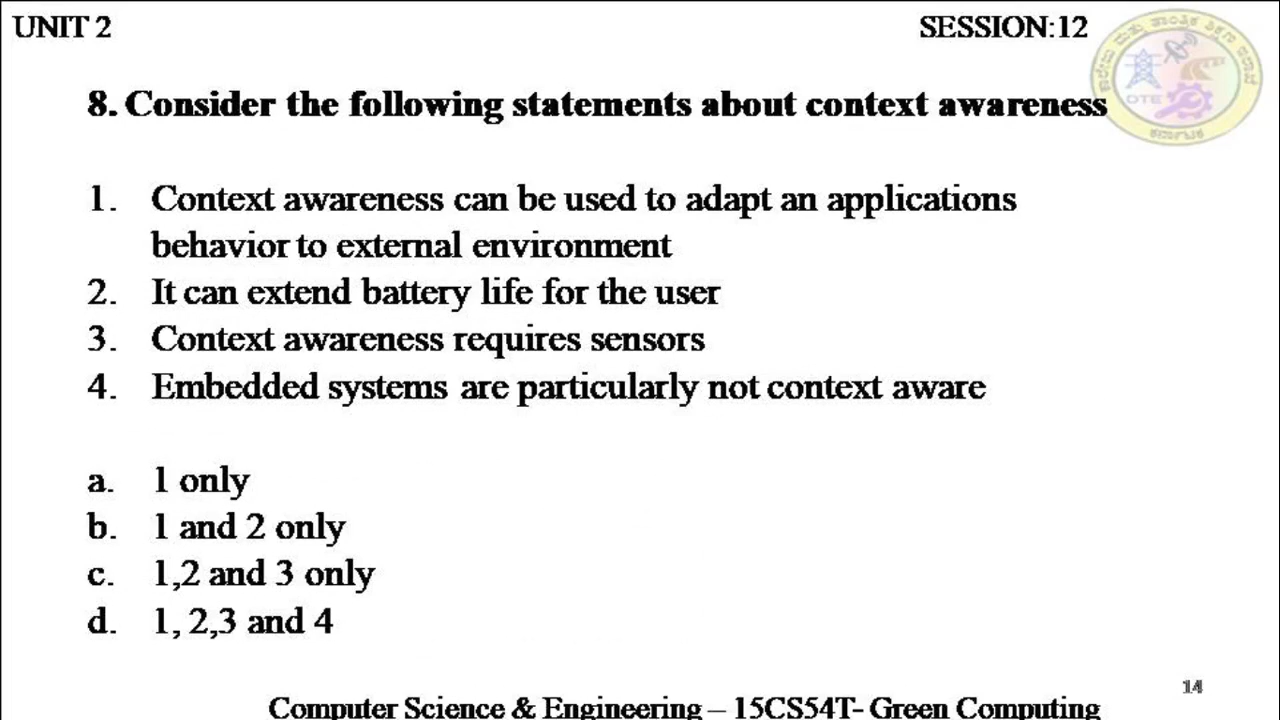 UNIT 2
SESSION:12
OTE
8. Consider the following statements about context awareness
1. Context awareness can be used to adapt an applications
behavior to external environment
2. It can extend battery life for the user
3. Context awareness requires sensors
4. Embedded systems are particularly not context aware
a. 1 only
b. 1 and 2 only
c. 1,2 and 3 only
d. 1, 2,3 and 4
14
Computer Science & Engineering – 15CS54T- Green Computing